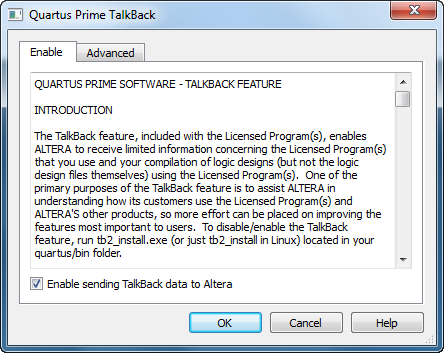 Quartus Prime TalkBack
Enable
Advanced
QUARTUS PRIME SOFTWARE - TALKBACK FEATURE
INTRODUCTION
The TalkBack feature, included with the Licensed Program(s), enables
ALTERA to receive limited information concerning the Licensed Program(s)
that you use and your compilation of logic designs (but not the logic
design files themselves) using the Licensed Program(s).  One of the
primary purposes of the TalkBack feature is to assist ALTERA in
understanding how its customers use the Licensed Program(s) and
ALTERA'S other products, so more effort can be placed on improving the
features most important to users.  To disable/enable the TalkBack
feature, run tb2_install.exe (or just tb2_install in Linux) located in your
quartus/bin folder.
Enable sending TalkBack data to Altera
OK
Cancel
Help